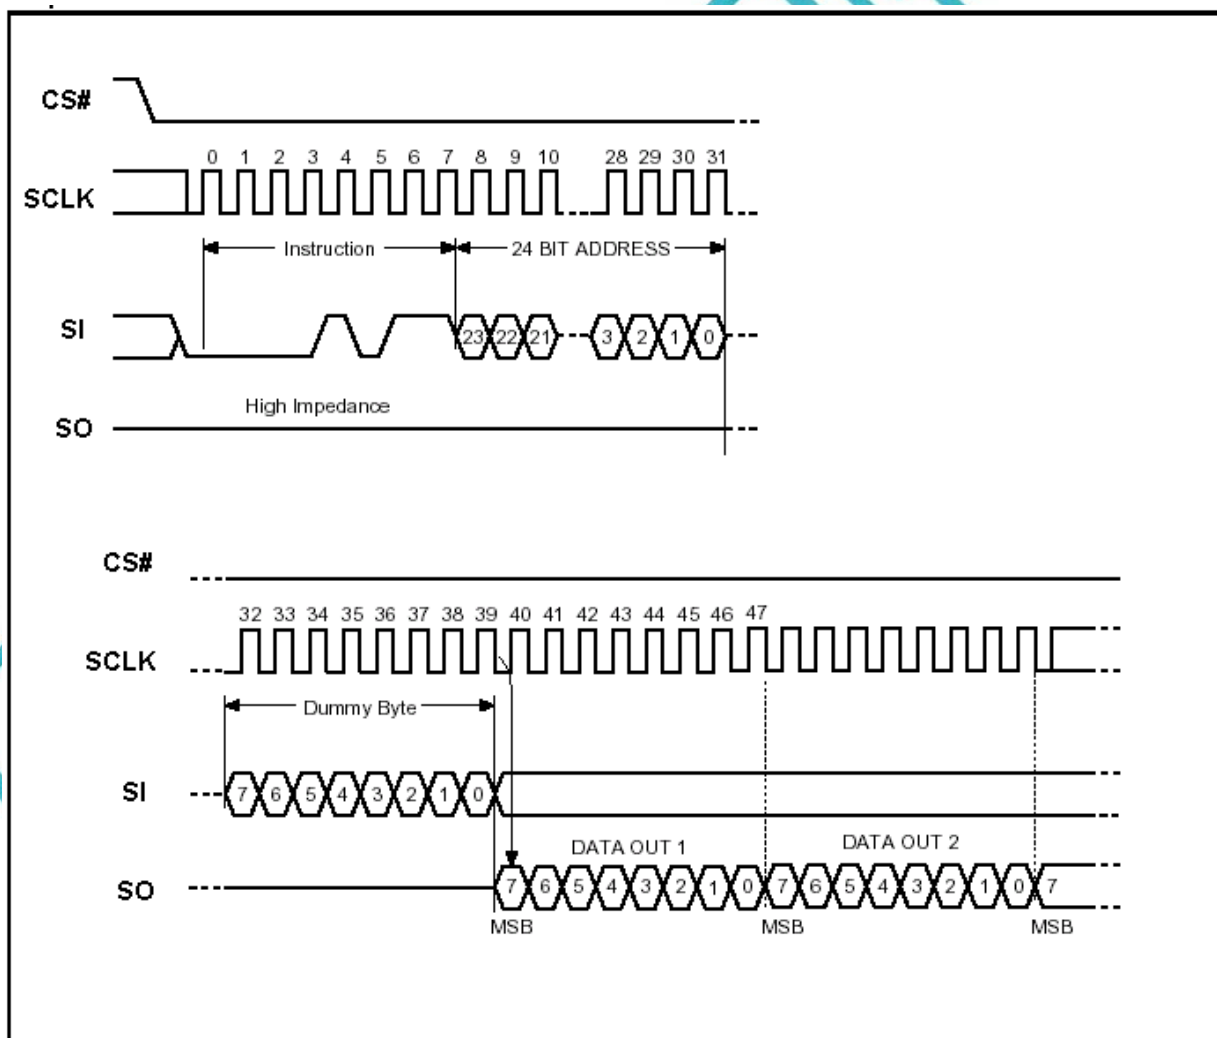 CS#
0 1 2 3 4 5 6 7 8 9 10 28 29 30 31
SCLK
Instruction 24 BIT ADDRESS
SI 23 22 21 3 2 1 0
High Impedance
SO
CS#
32 33 34 35 36 37 38 39 40 41 42 43 44 45 46 47
SCLK
Dummy Byte
SI 7 6 5 4 3 2 1 0
DATA OUT 1 DATA OUT 2
SO 7 6 5 4 3 2 1 0 7 6 5 4 3 2 1 0 7
MSB MSB MSB